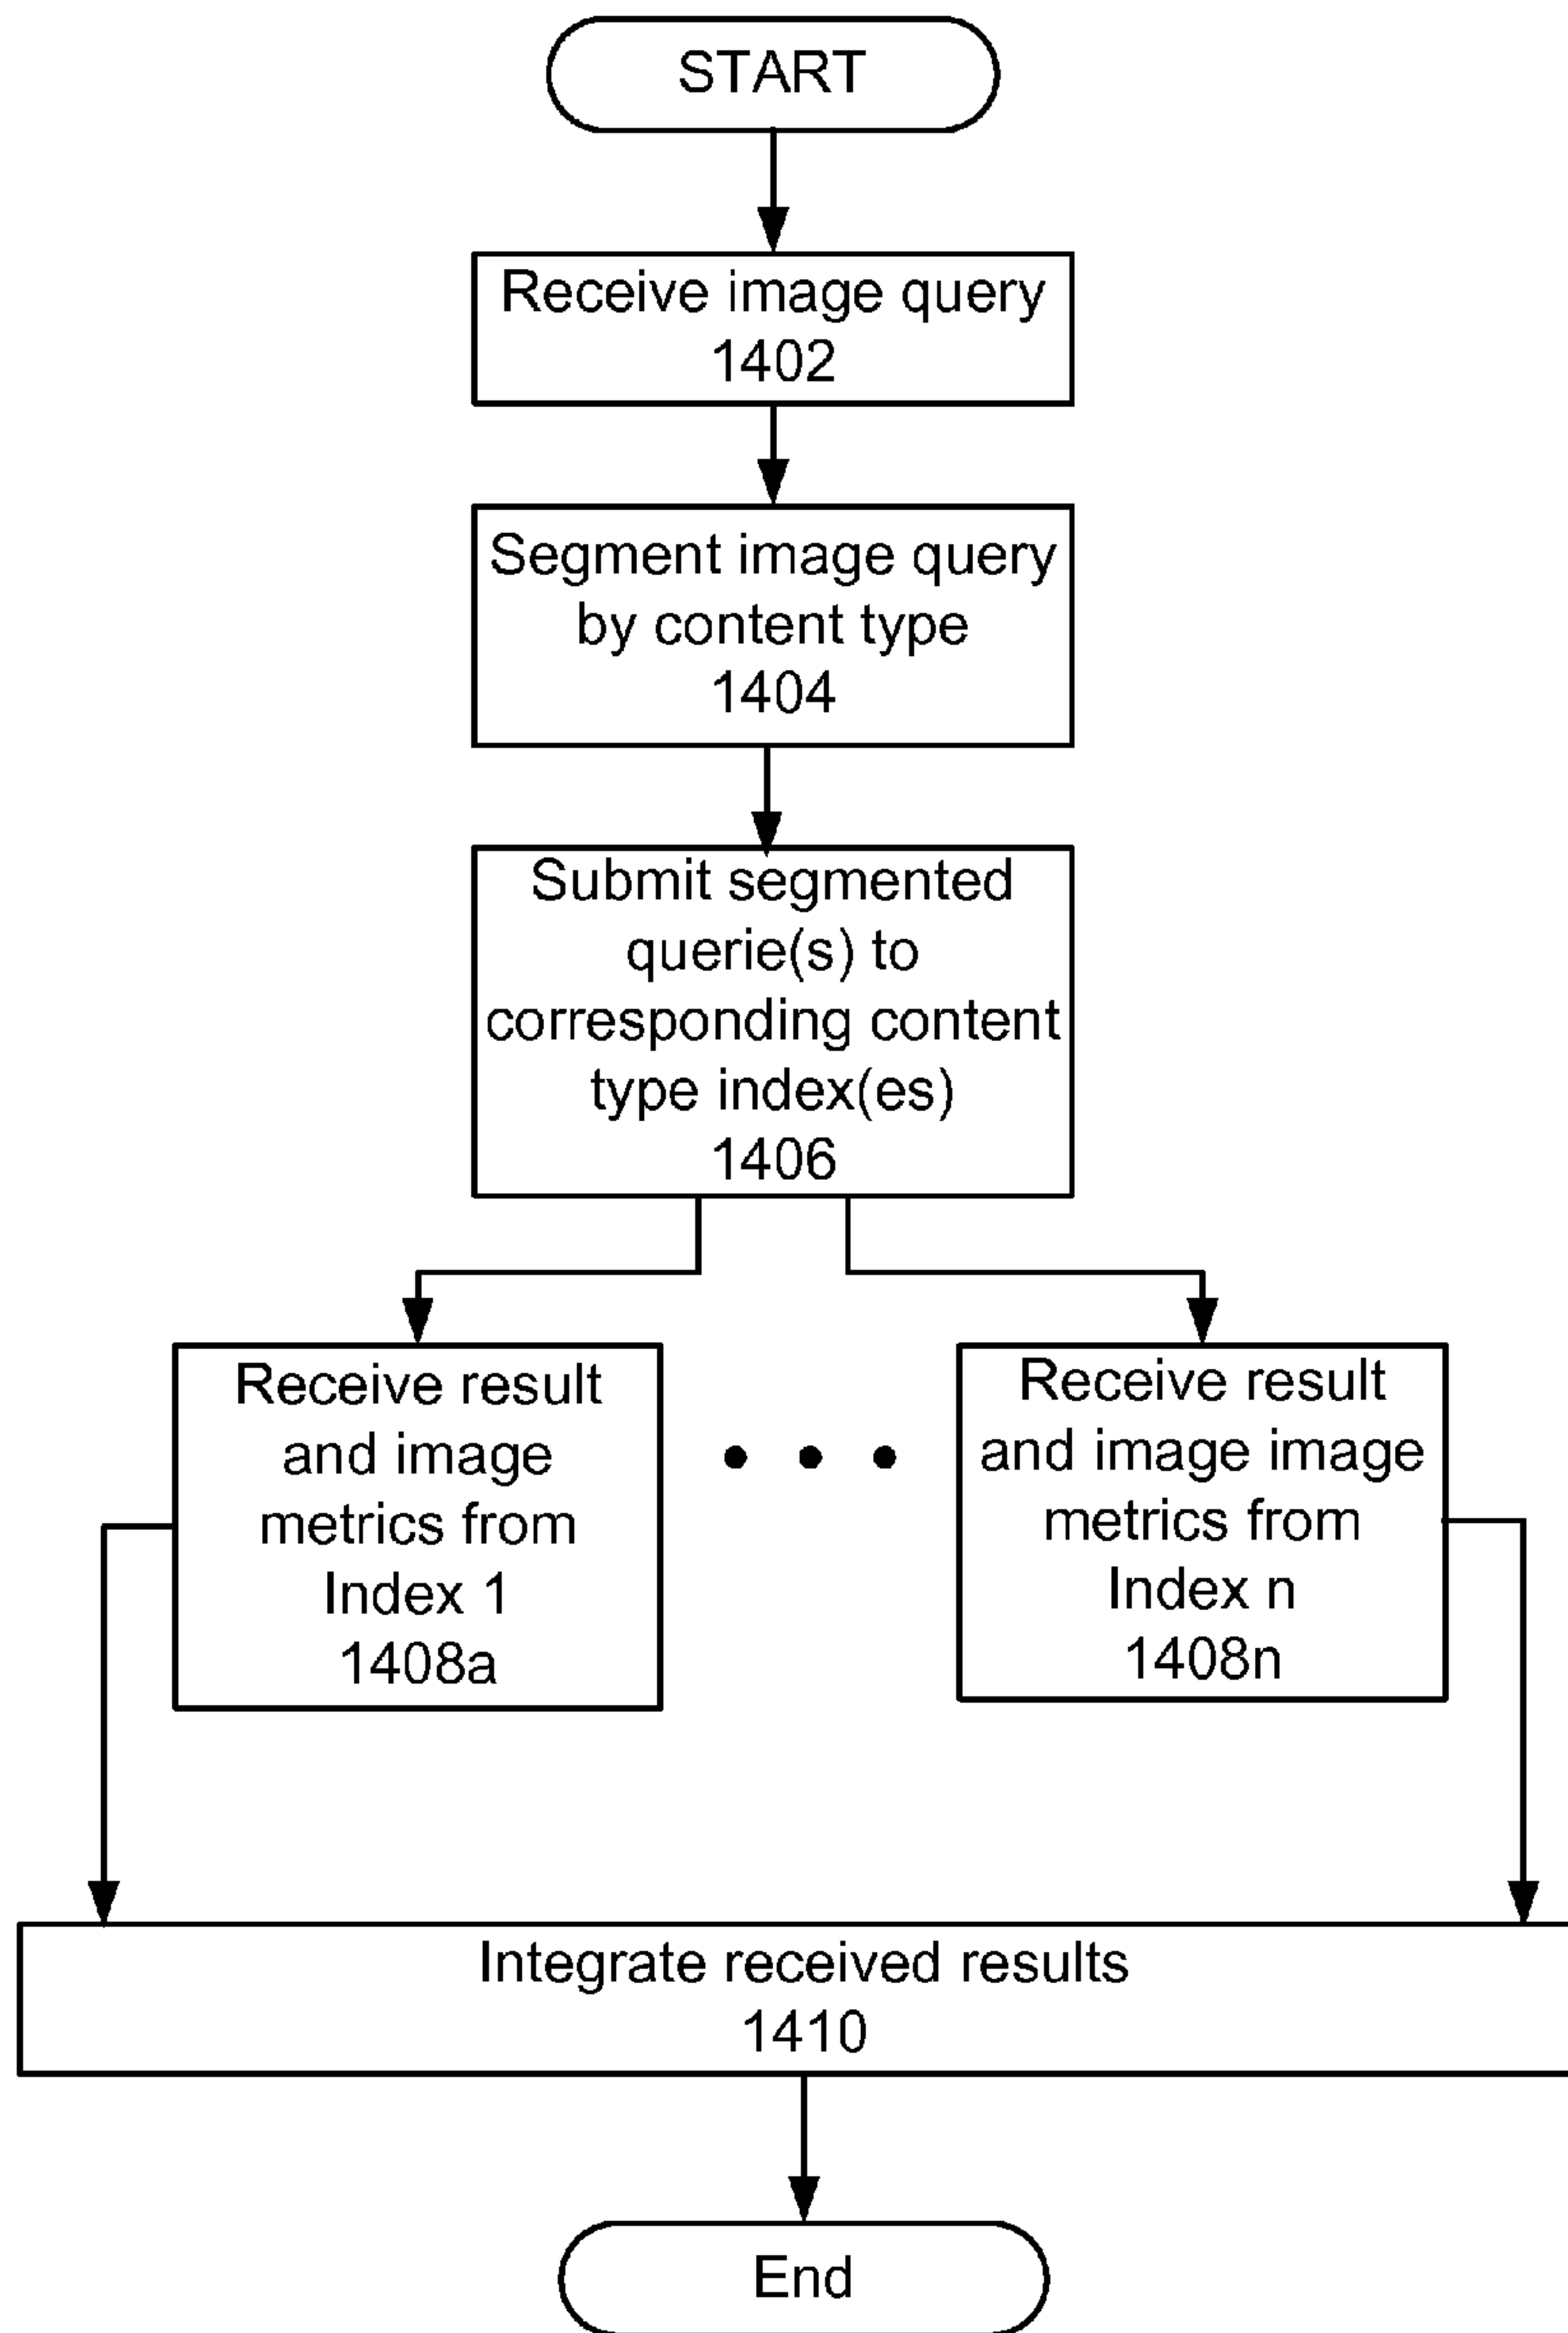 START
Receive image query
1402
Segment image query
by content type
1404
Submit segmented
querie(s) to
corresponding content
type index(es)
1406
Receive result
and image
metrics from
Index 1
1408a
Receive result
and image image
metrics from
Index n
1408n
Integrate received results
1410
End